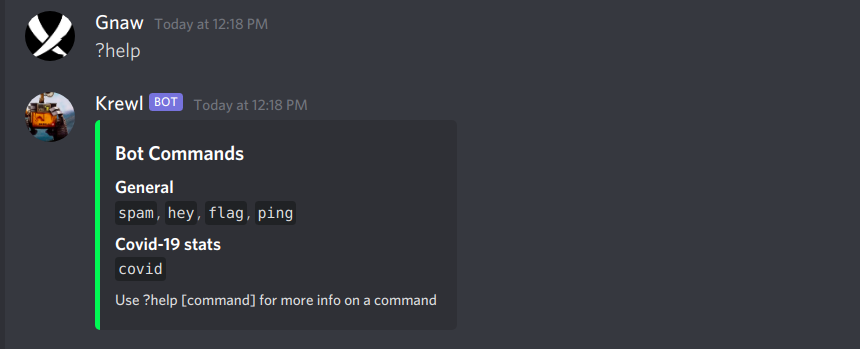 Gnaw Today at 12:18 PM
?help
Krewl BOT Today at 12:18 PM
Bot Commands
General
spam, hey, flag, ping
Covid-19 stats
covid
Use ?help [command] for more info on a command